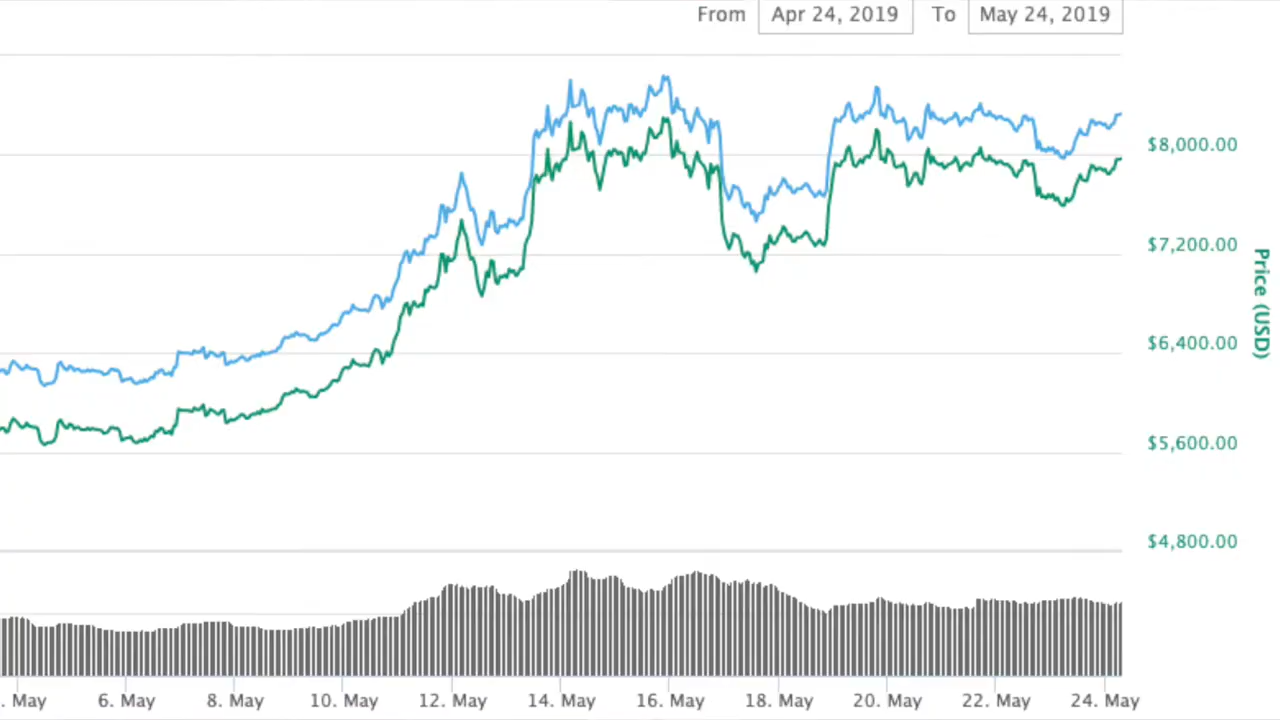 From Apr 24, 2019 To May 24, 2019
$8,000.00
$7,200.00
Price (USD)
$6,400.00
$5,600.00
$4,800.00
. May 6. May 8. May 10. May 12. May 14. May 16. May 18. May 20. May 22. May 24. May